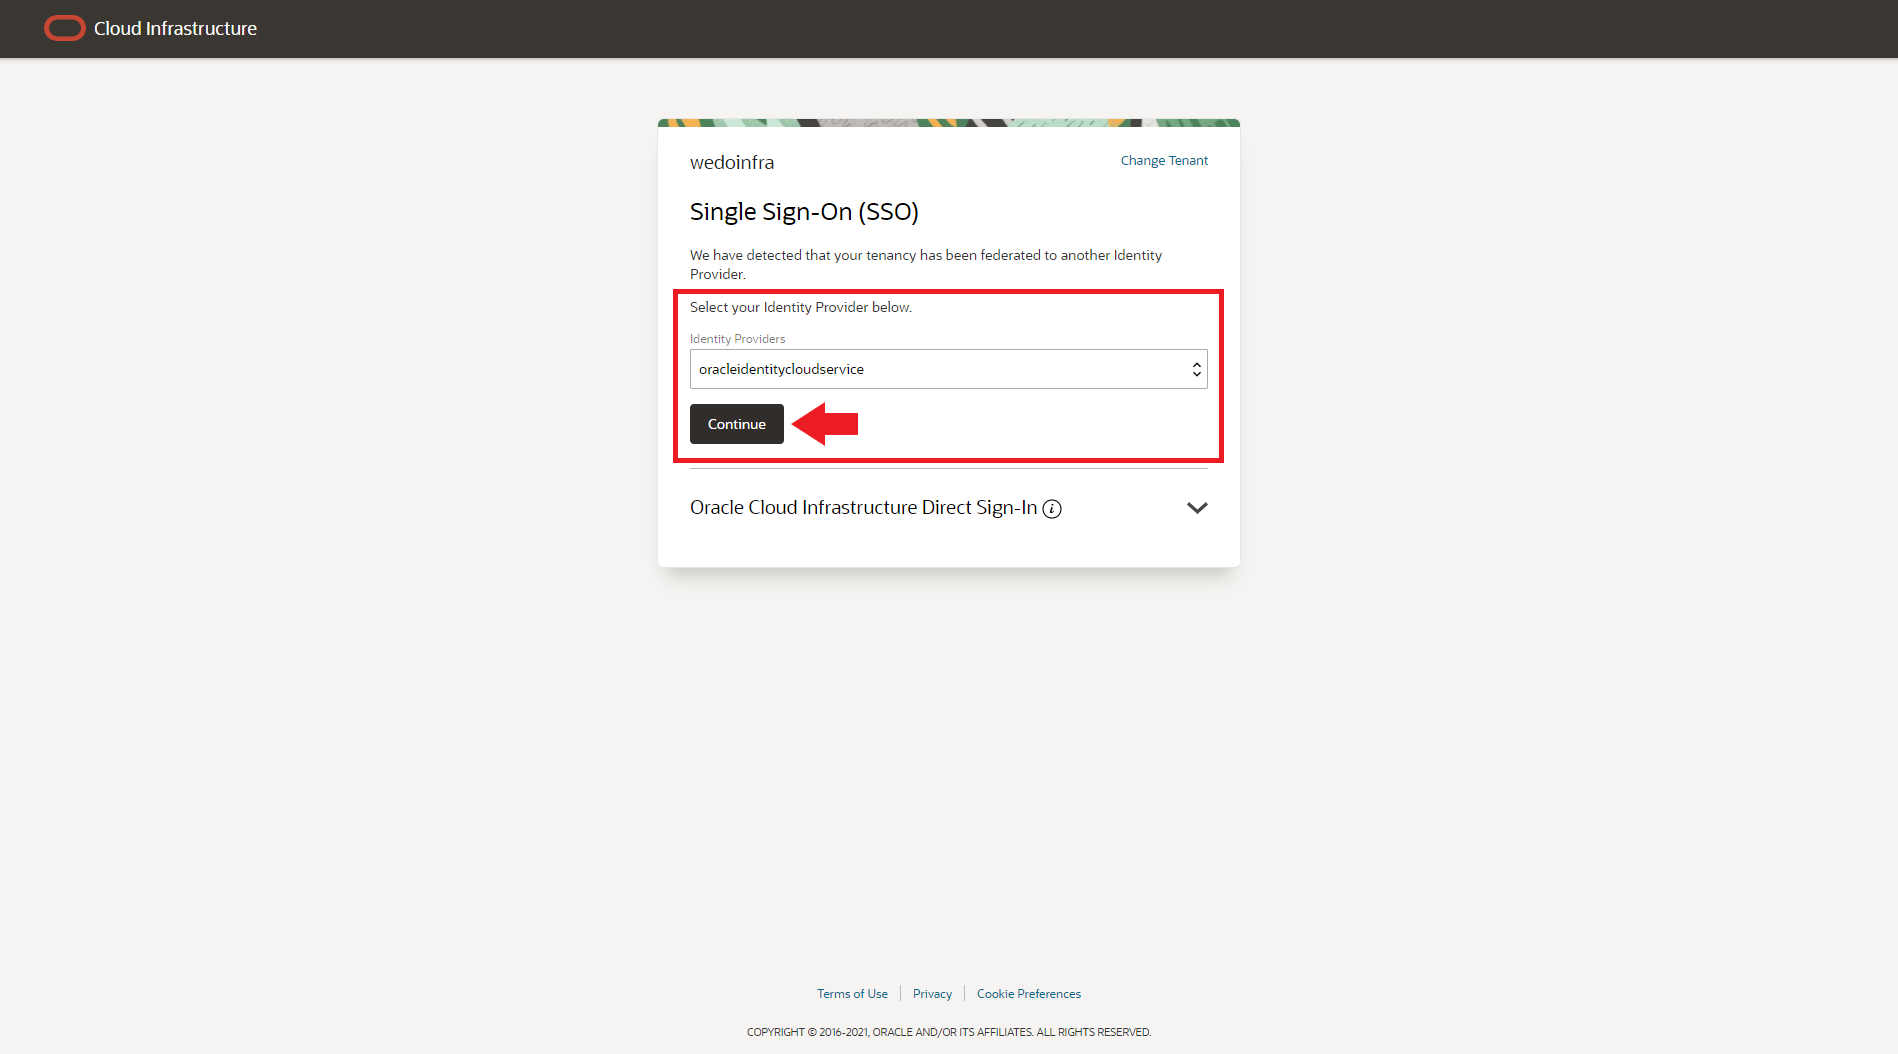 Cloud Infrastructure
wedoinfra
Change Tenant
Single Sign-On (SSO)
We have detected that your tenancy has been federated to another Identity
Provider.
Select your Identity Provider below.
Identity Providers
oracleidentitycloudservice
Continue
Oracle Cloud Infrastructure Direct Sign-In i
Terms of Use
Privacy
Cookie Preferences
COPYRIGHT © 2016-2021, ORACLE AND/OR ITS AFFILIATES. ALL RIGHTS RESERVED.